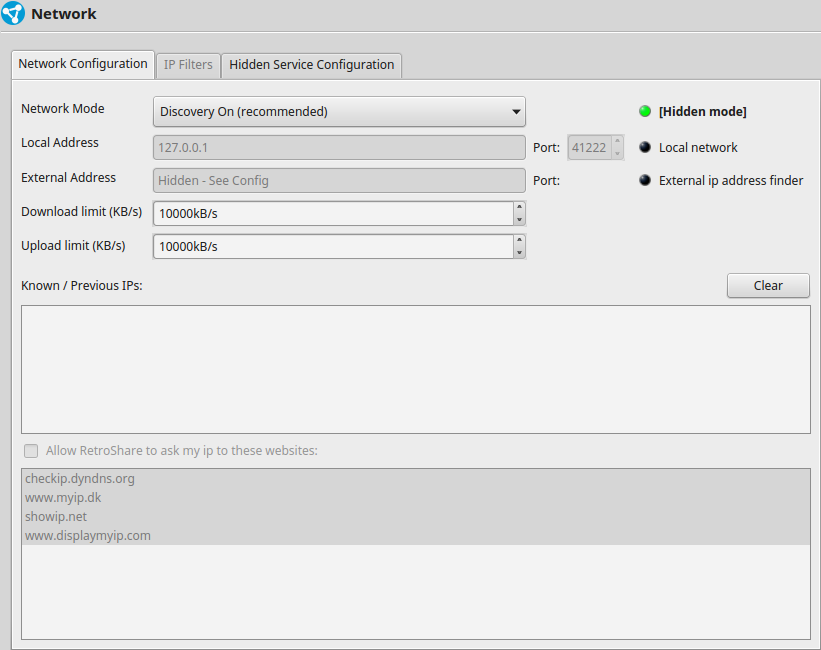 Network
Network Configuration IP Filters Hidden Service Configuration
Network Mode Discovery On (recommended) [Hidden mode]
Local Address 127.0.0.1 Port: 41222 Local network
External Address Hidden - See Config Port: External ip address finder
Download limit (KB/s) 10000kB/s
Upload limit (KB/s) 10000kB/s
Known / Previous IPs: Clear
Allow RetroShare to ask my ip to these websites:
checkip.dyndns.org
www.myip.dk
showip.net
www.displaymyip.com